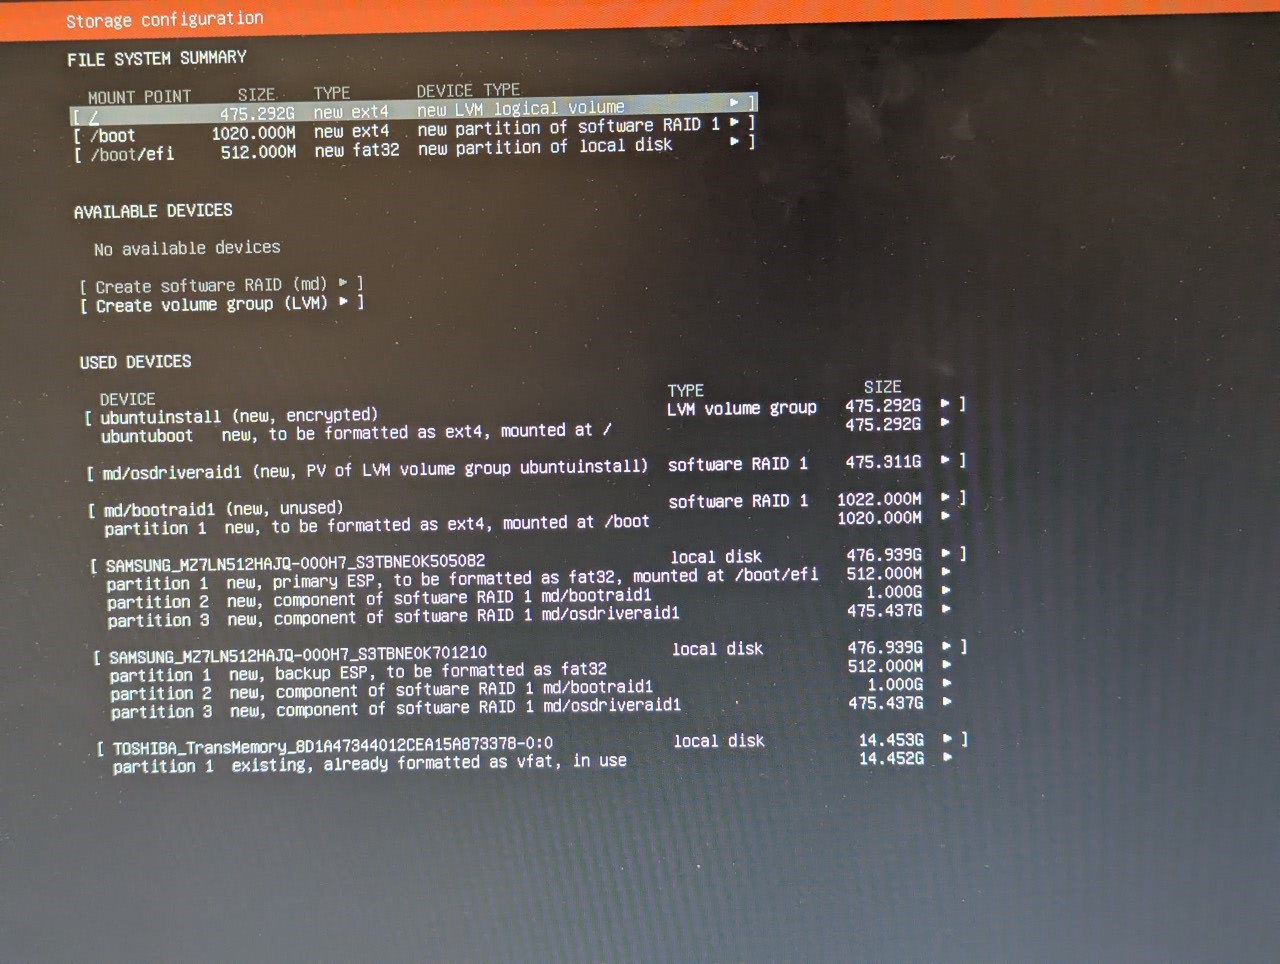 Storage configuration
FILE SYSTEM SUMMARY
MOUNT POINT SIZE TYPE DEVICE TYPE
[ / 475.292G new ext4 new LVM logical volume ▸ ]
[ /boot 1020.000M new ext4 new partition of software RAID 1 ▸ ]
[ /boot/efi 512.000M new fat32 new partition of local disk ▸ ]
AVAILABLE DEVICES
No available devices
[ Create software RAID (md) ▸ ]
[ Create volume group (LVM) ▸ ]
USED DEVICES
DEVICE TYPE SIZE
[ ubuntuinstall (new, encrypted) LVM volume group 475.292G ▸ ]
ubuntuboot new, to be formatted as ext4, mounted at / 475.292G ▸
[ md/osdriveraid1 (new, PV of LVM volume group ubuntuinstall) software RAID 1 475.311G ▸ ]
[ md/bootraid1 (new, unused) software RAID 1 1022.000M ▸ ]
partition 1 new, to be formatted as ext4, mounted at /boot 1020.000M ▸
[ SAMSUNG_MZ7LN512HAJQ-000H7_S3TBNE0K505082 local disk 476.939G ▸ ]
partition 1 new, primary ESP, to be formatted as fat32, mounted at /boot/efi 512.000M ▸
partition 2 new, component of software RAID 1 md/bootraid1 1.000G ▸
partition 3 new, component of software RAID 1 md/osdriveraid1 475.437G ▸
[ SAMSUNG_MZ7LN512HAJQ-000H7_S3TBNE0K701210 local disk 476.939G ▸ ]
partition 1 new, backup ESP, to be formatted as fat32 512.000M ▸
partition 2 new, component of software RAID 1 md/bootraid1 1.000G ▸
partition 3 new, component of software RAID 1 md/osdriveraid1 475.437G ▸
[ TOSHIBA_TransMemory_8D1A47344012CEA15A873378-0:0 local disk 14.453G ▸ ]
partition 1 existing, already formatted as vfat, in use 14.452G ▸